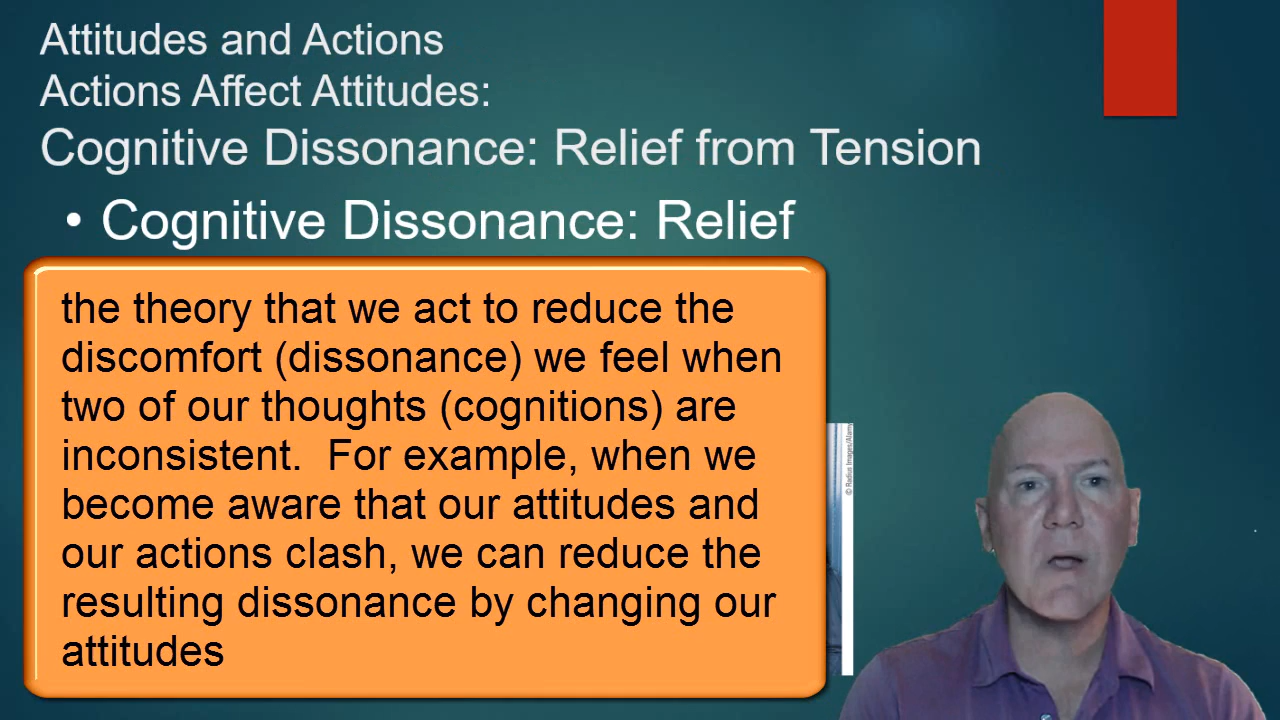 Attitudes and Actions
Actions Affect Attitudes:
Cognitive Dissonance: Relief from Tension
• Cognitive Dissonance: Relief
the theory that we act to reduce the
discomfort (dissonance) we feel when
two of our thoughts (cognitions) are
inconsistent.  For example, when we
become aware that our attitudes and
our actions clash, we can reduce the
resulting dissonance by changing our
attitudes
© Radius Images/Alamy